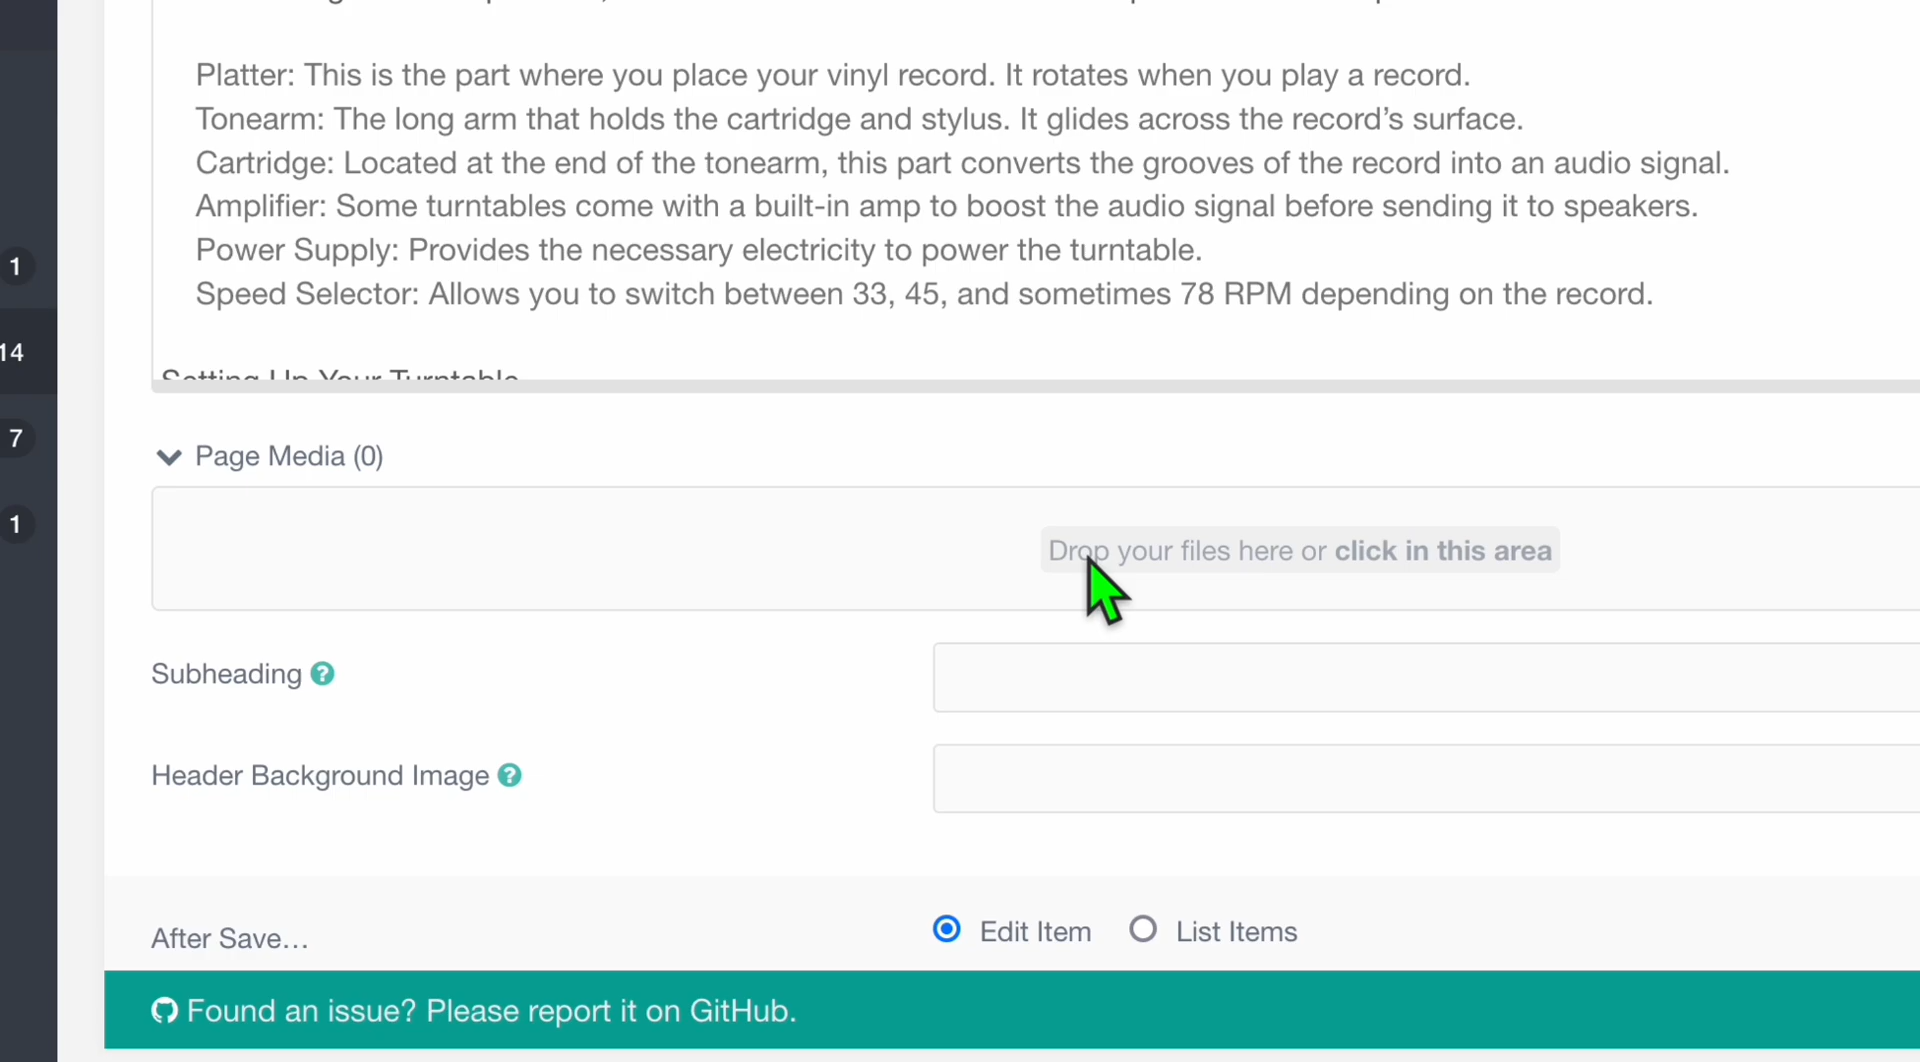 Platter: This is the part where you place your vinyl record. It rotates when you play a record.
Tonearm: The long arm that holds the cartridge and stylus. It glides across the record’s surface.
Cartridge: Located at the end of the tonearm, this part converts the grooves of the record into an audio signal.
Amplifier: Some turntables come with a built-in amp to boost the audio signal before sending it to speakers.
Power Supply: Provides the necessary electricity to power the turntable.
1
Speed Selector: Allows you to switch between 33, 45, and sometimes 78 RPM depending on the record.
14
Setting Up Your Turntable
7
Page Media (0)
1
Drop your files here or click in this area
Subheading ?
Header Background Image ?
After Save…
Edit Item
List Items
Found an issue? Please report it on GitHub.